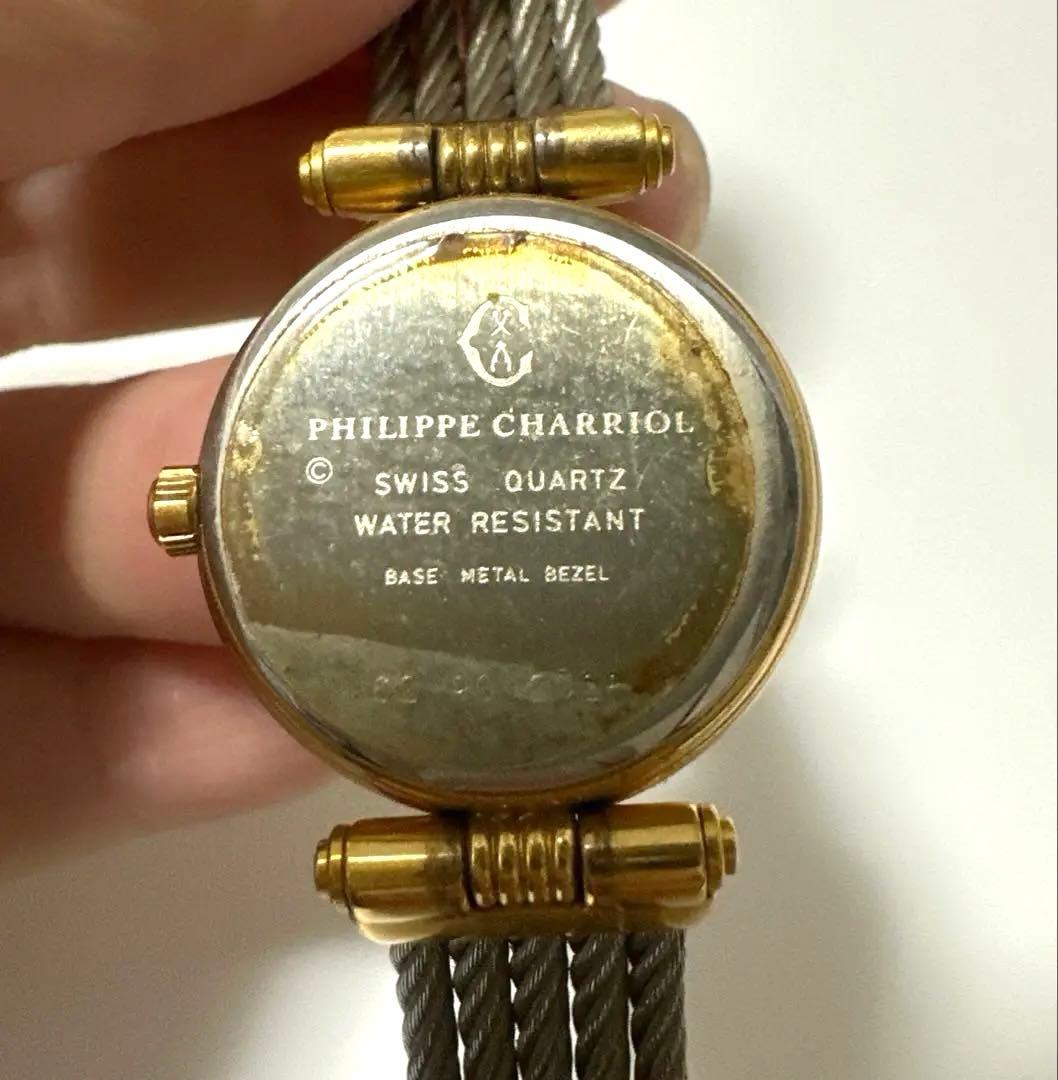 PHILIPPE CHARRIOL
© SWISS QUARTZ
WATER RESISTANT
BASE METAL BEZEL